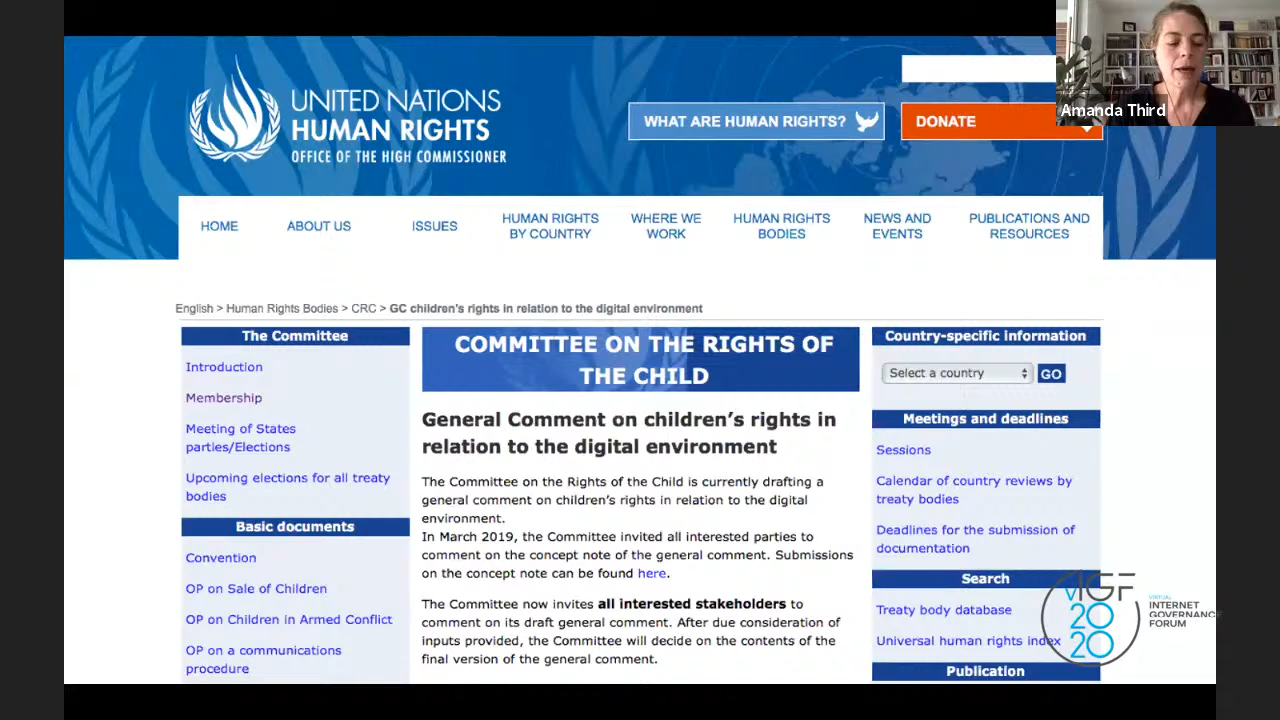 Amanda Third
UNITED NATIONS
HUMAN RIGHTS
OFFICE OF THE HIGH COMMISSIONER
WHAT ARE HUMAN RIGHTS?
DONATE
HOME
ABOUT US
ISSUES
HUMAN RIGHTS
BY COUNTRY
WHERE WE
WORK
HUMAN RIGHTS
BODIES
NEWS AND
EVENTS
PUBLICATIONS AND
RESOURCES
English > Human Rights Bodies > CRC > GC children's rights in relation to the digital environment
The Committee
Introduction
Membership
Meeting of States
parties/Elections
Upcoming elections for all treaty
bodies
Basic documents
Convention
OP on Sale of Children
OP on Children in Armed Conflict
OP on a communications
procedure
COMMITTEE ON THE RIGHTS OF
THE CHILD
General Comment on children's rights in
relation to the digital environment
The Committee on the Rights of the Child is currently drafting a
general comment on children's rights in relation to the digital
environment.
In March 2019, the Committee invited all interested parties to
comment on the concept note of the general comment. Submissions
on the concept note can be found here.
The Committee now invites all interested stakeholders to
comment on its draft general comment. After due consideration of
inputs provided, the Committee will decide on the contents of the
final version of the general comment.
Country-specific information
Select a country
GO
Meetings and deadlines
Sessions
Calendar of country reviews by
treaty bodies
Deadlines for the submission of
documentation
Search
Treaty body database
Universal human rights index
Publication
vIGF
2020
VIRTUAL
INTERNET
GOVERNANCE
FORUM